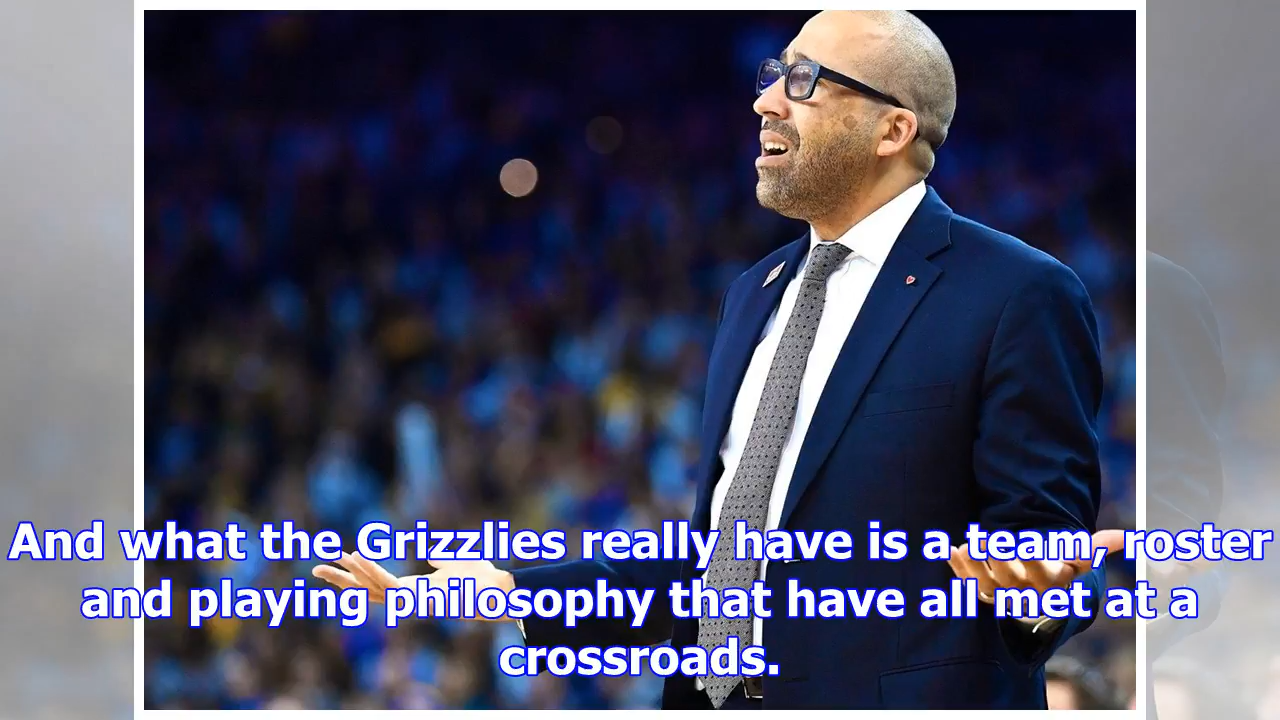 And what the Grizzlies really have is a team, roster
and playing philosophy that have all met at a
crossroads.